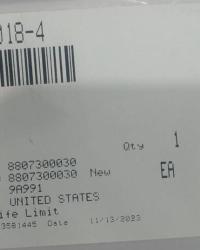 018-4
Qty 1
8807300030
8807300030 New EA
9A991
UNITED STATES
ife Limit
3581445 Date 11/13/2023